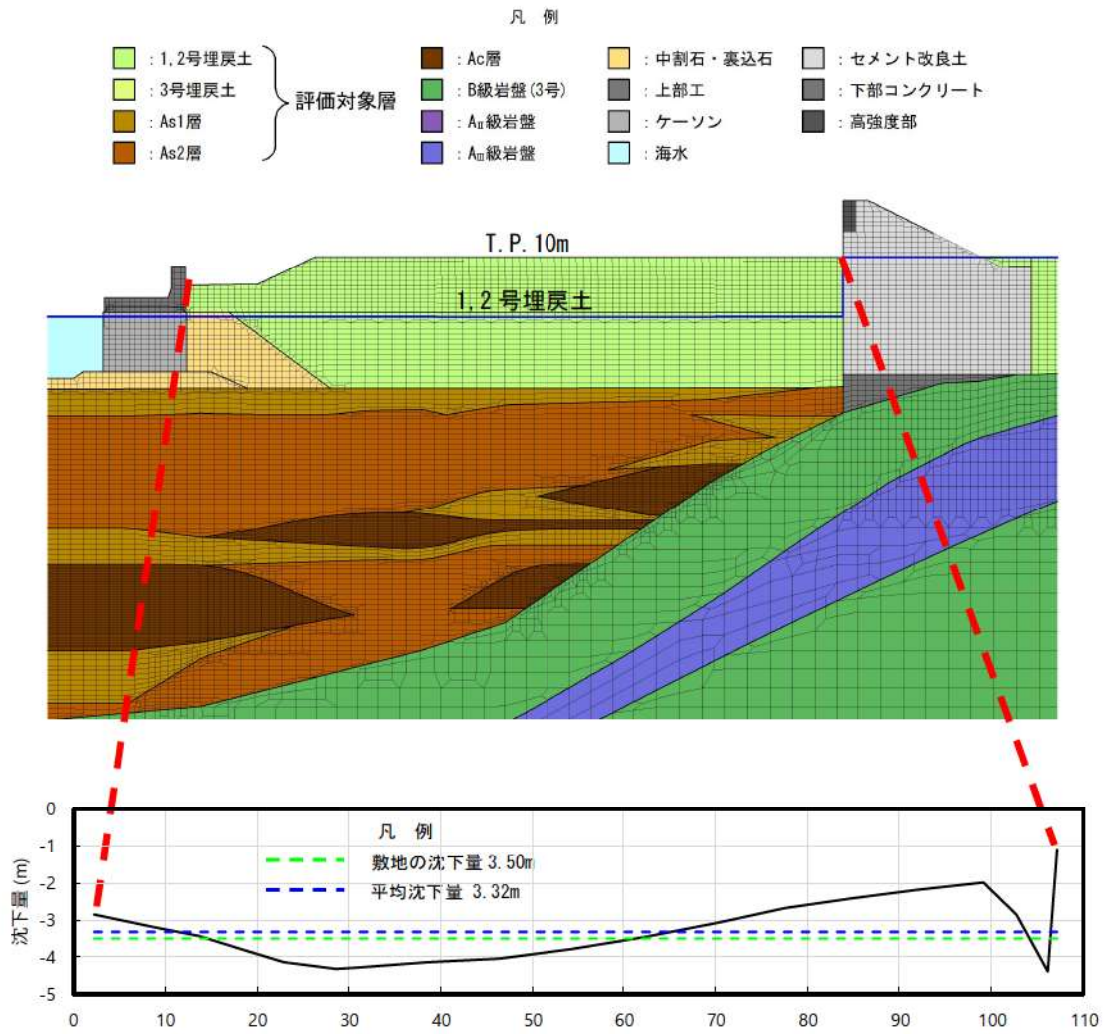 凡 例
: 1,2号埋戻土
: 3号埋戻土
: As1層
: As2層
評価対象層
: Ac層
: B級岩盤(3号)
: AⅡ級岩盤
: AⅢ級岩盤
: 中割石・裏込石
: 上部工
: ケーソン
: 海水
: セメント改良土
: 下部コンクリート
: 高強度部
T.P.10m
1,2号埋戻土
凡 例
敷地の沈下量 3.50m
平均沈下量 3.32m
沈下量(m)
0
-1
-2
-3
-4
-5
0 10 20 30 40 50 60 70 80 90 100 110